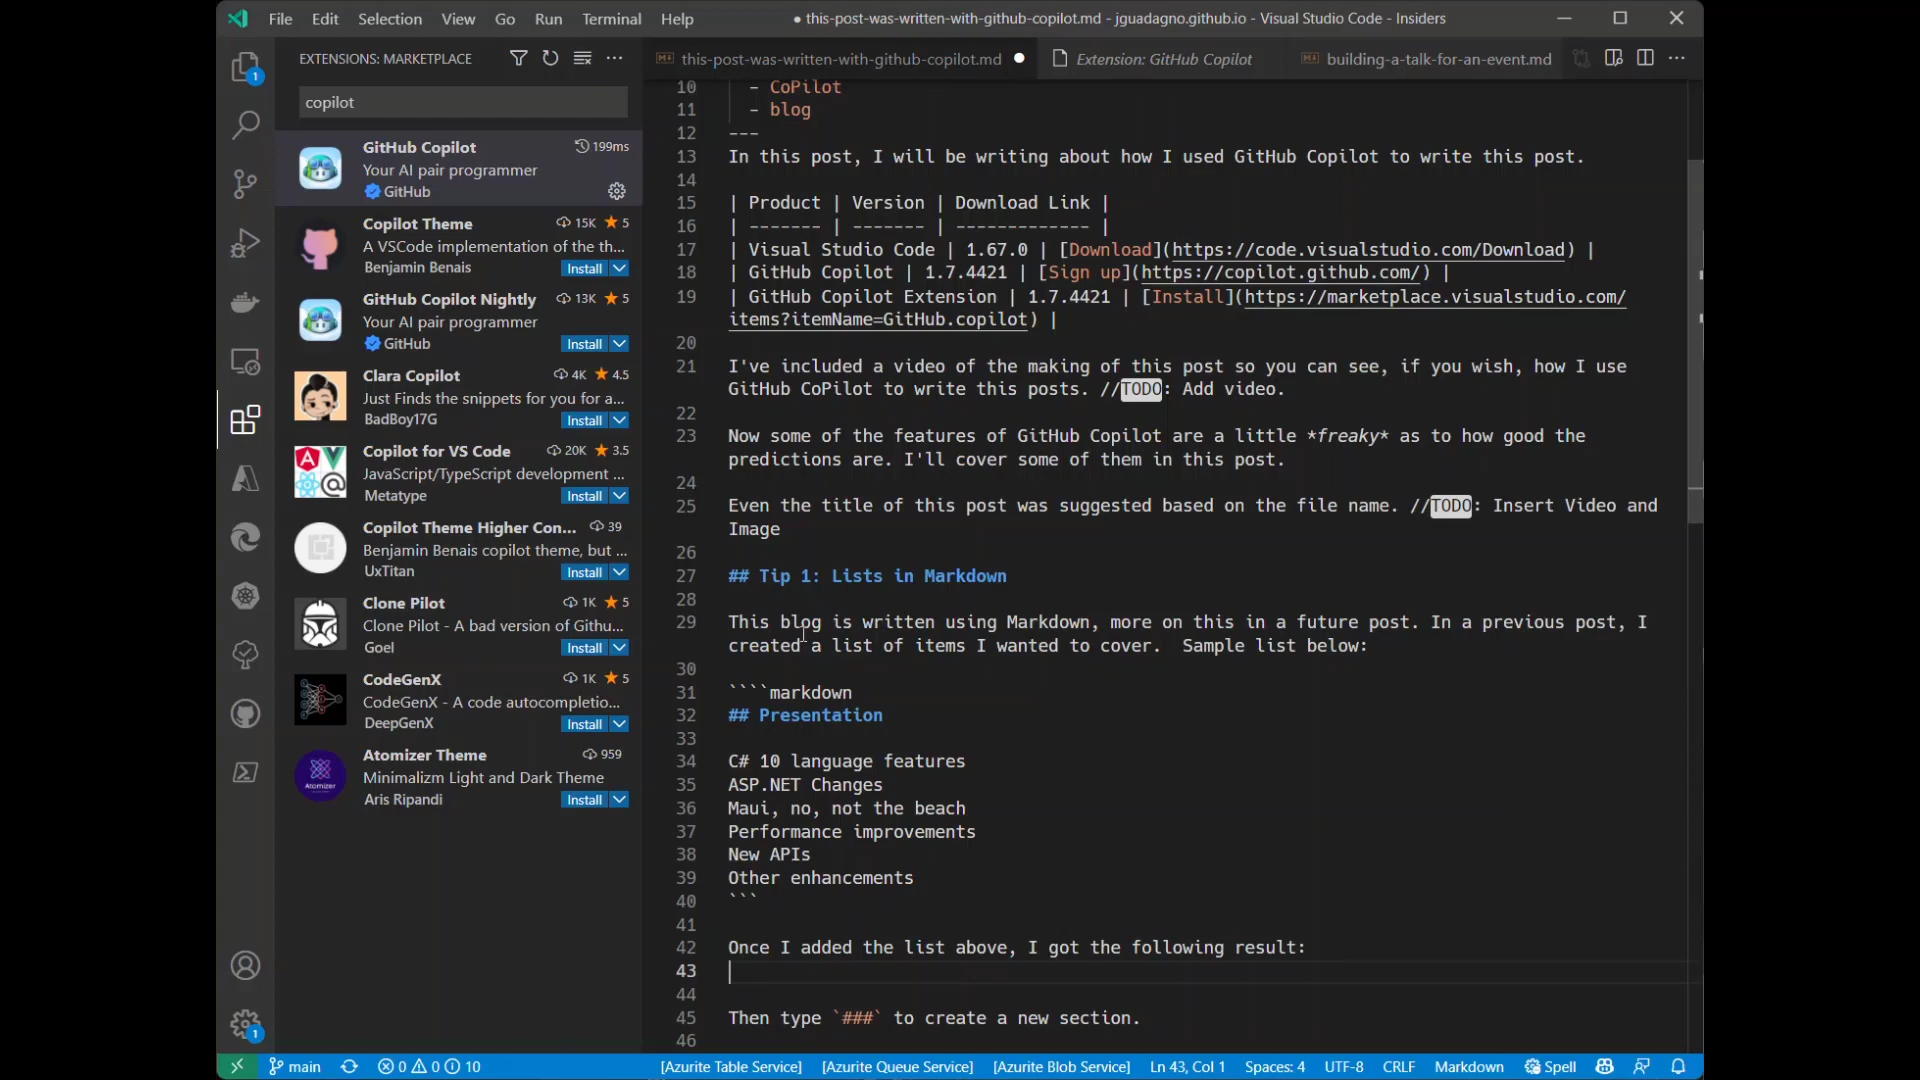 File Edit Selection View Go Run Terminal Help
● this-post-was-written-with-github-copilot.md - jguadagno.github.io - Visual Studio Code - Insiders
EXTENSIONS: MARKETPLACE
copilot
GitHub Copilot 199ms
Your AI pair programmer
GitHub
Copilot Theme 15K ★ 5
A VSCode implementation of the th...
Benjamin Benais Install
GitHub Copilot Nightly 13K ★ 5
Your AI pair programmer
GitHub Install
Clara Copilot 4K ★ 4.5
Just Finds the snippets for you for a...
BadBoy17G Install
Copilot for VS Code 20K ★ 3.5
JavaScript/TypeScript development ...
Metatype Install
Copilot Theme Higher Con... 39
Benjamin Benais copilot theme, but ...
UxTitan Install
Clone Pilot 1K ★ 5
Clone Pilot - A bad version of Githu...
Goel Install
CodeGenX 1K ★ 5
CodeGenX - A code autocompletio...
DeepGenX Install
Atomizer Theme 959
Minimalizm Light and Dark Theme
Atomizer
Aris Ripandi Install
this-post-was-written-with-github-copilot.md ● Extension: GitHub Copilot building-a-talk-for-an-event.md
10 - CoPilot
11 - blog
12 ---
13 In this post, I will be writing about how I used GitHub Copilot to write this post.
14
15 | Product | Version | Download Link |
16 | ------- | ------- | ------------- |
17 | Visual Studio Code | 1.67.0 | [Download](https://code.visualstudio.com/Download) |
18 | GitHub Copilot | 1.7.4421 | [Sign up](https://copilot.github.com/) |
19 | GitHub Copilot Extension | 1.7.4421 | [Install](https://marketplace.visualstudio.com/
items?itemName=GitHub.copilot) |
20
21 I've included a video of the making of this post so you can see, if you wish, how I use
GitHub CoPilot to write this posts. //TODO: Add video.
22
23 Now some of the features of GitHub Copilot are a little *freaky* as to how good the
predictions are. I'll cover some of them in this post.
24
25 Even the title of this post was suggested based on the file name. //TODO: Insert Video and
Image
26
27 ## Tip 1: Lists in Markdown
28
29 This blog is written using Markdown, more on this in a future post. In a previous post, I
created a list of items I wanted to cover.  Sample list below:
30
31 ````markdown
32 ## Presentation
33
34 C# 10 language features
35 ASP.NET Changes
36 Maui, no, not the beach
37 Performance improvements
38 New APIs
39 Other enhancements
40 ```
41
42 Once I added the list above, I got the following result:
43
44
45 Then type `###` to create a new section.
46
1
1
main 0 0 10 [Azurite Table Service] [Azurite Queue Service] [Azurite Blob Service] Ln 43, Col 1 Spaces: 4 UTF-8 CRLF Markdown Spell